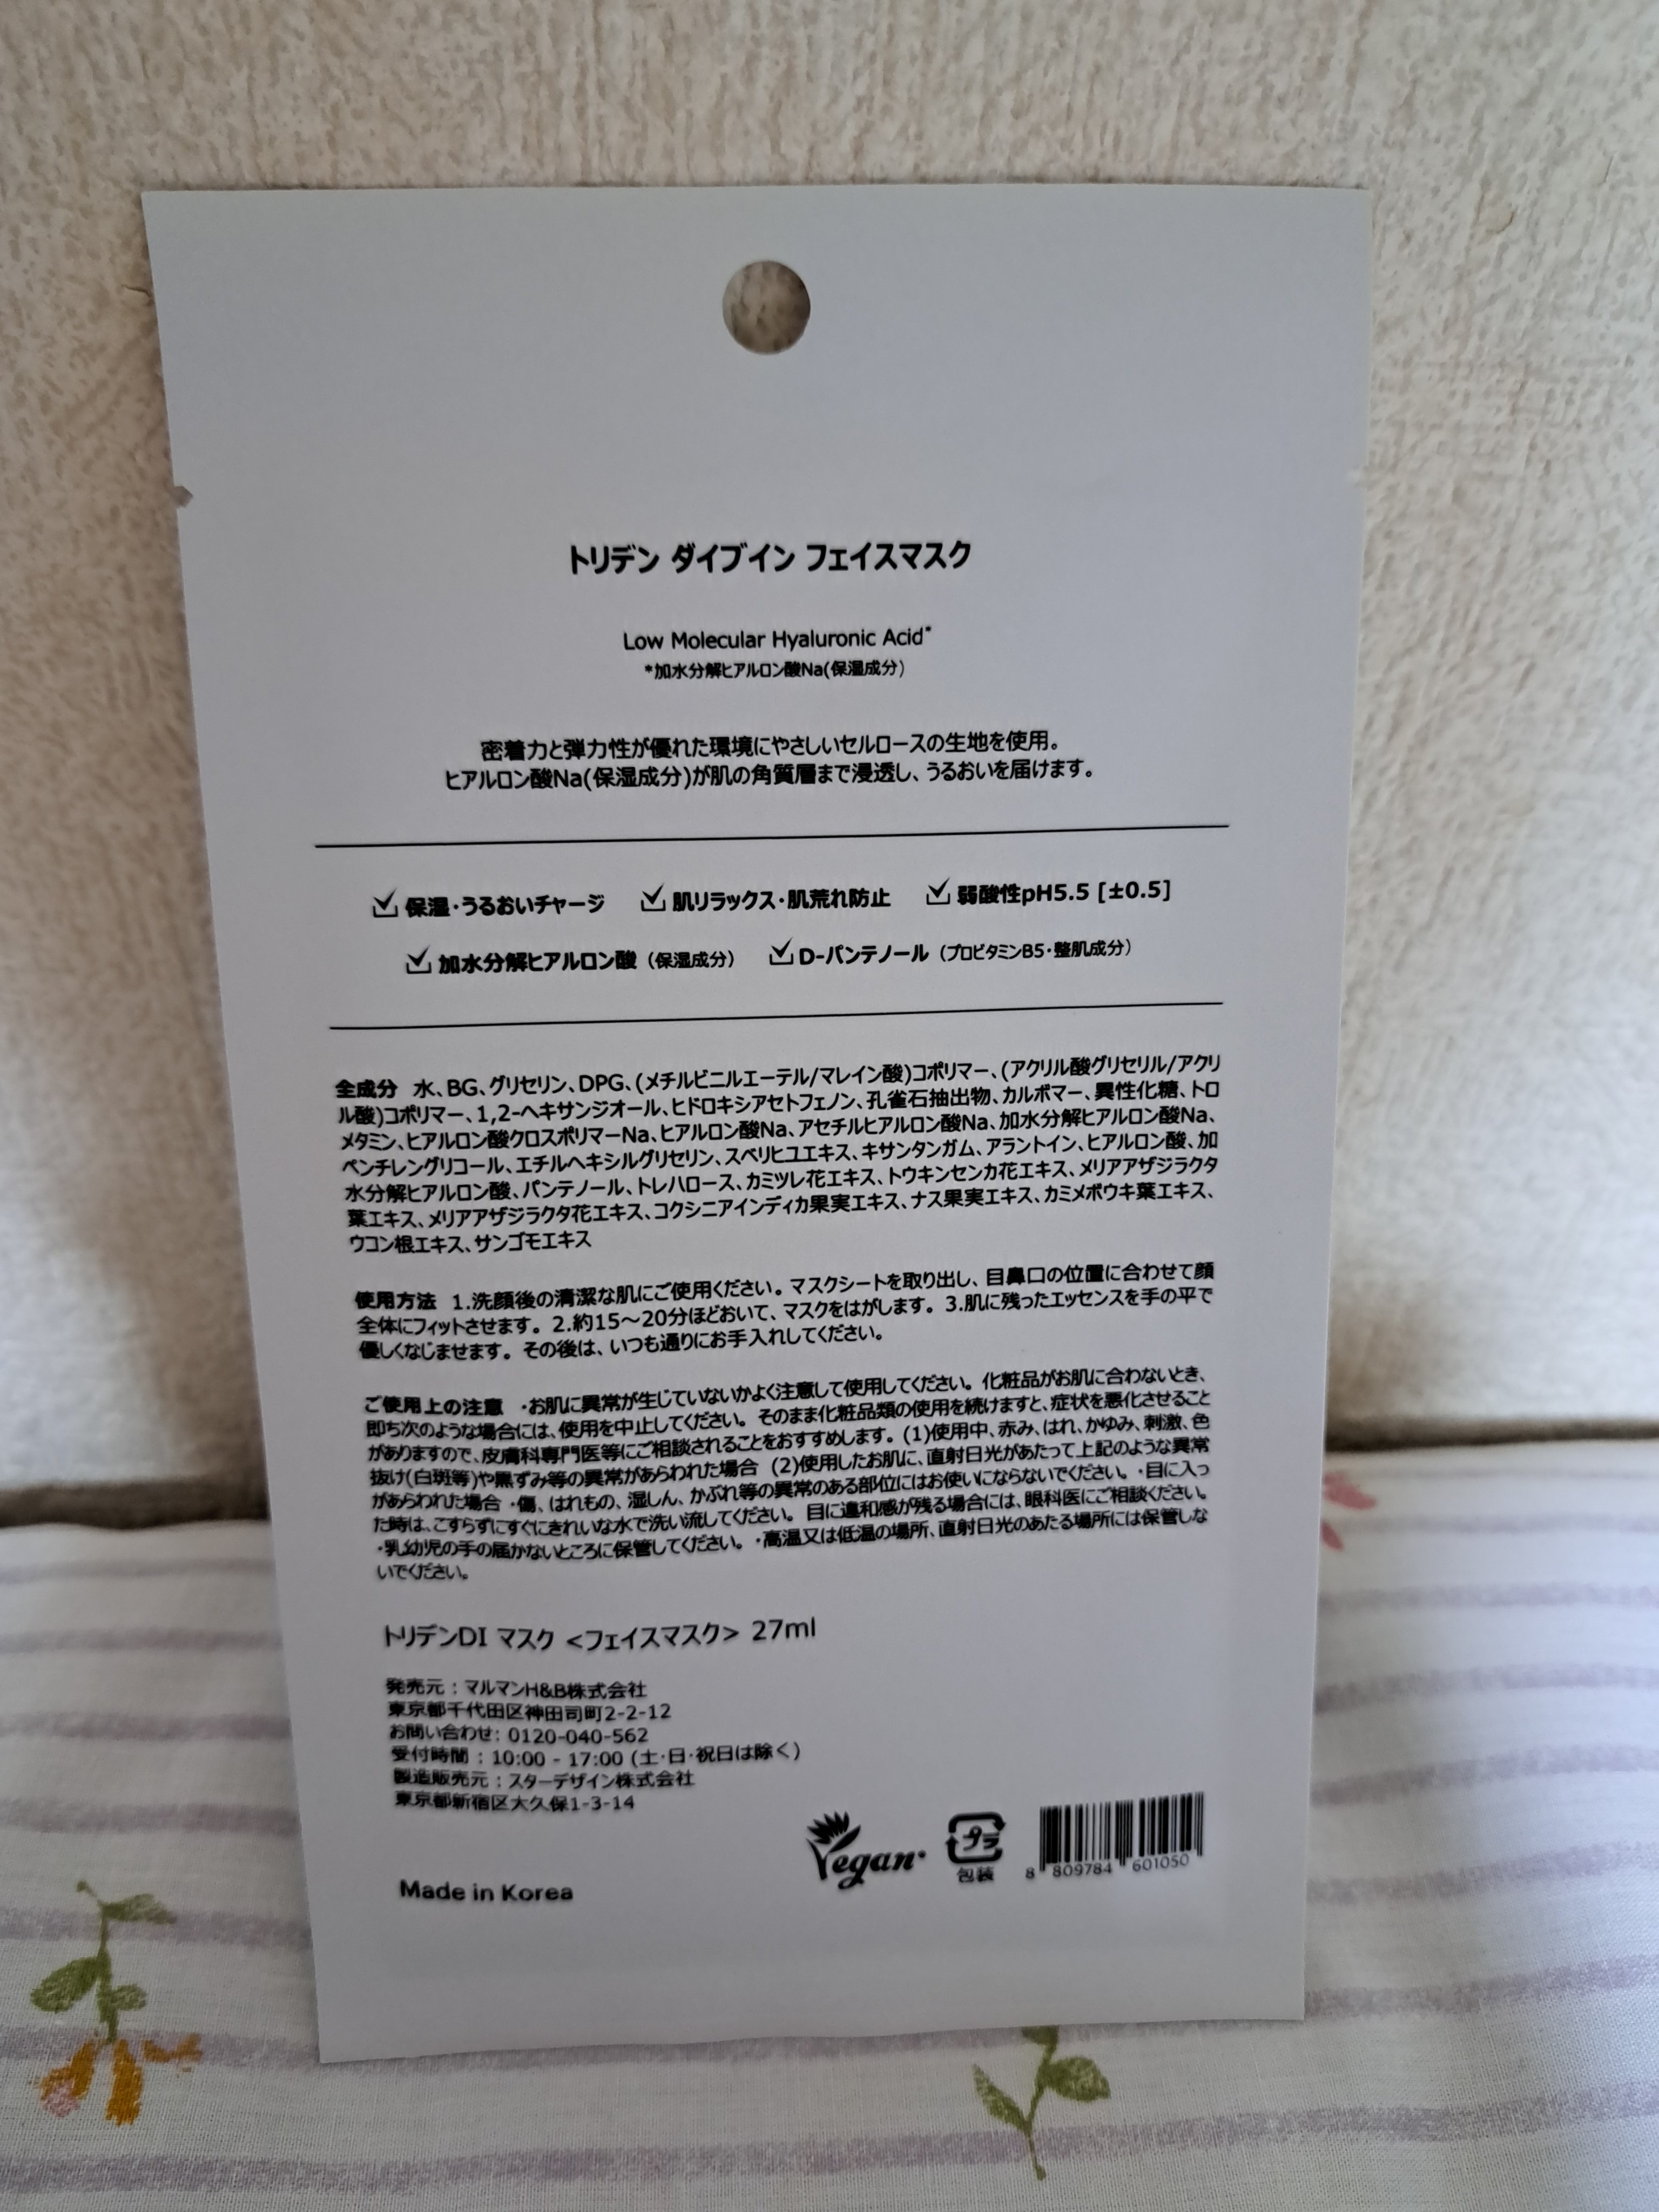 トリデン ダイブイン フェイスマスク
Low Molecular Hyaluronic Acid*
*加水分解ヒアルロン酸Na(保湿成分)
密着力と弾力性が優れた環境にやさしいセルロースの生地を使用。
ヒアルロン酸Na(保湿成分)が肌の角質層まで浸透し、うるおいを届けます。
保湿・うるおいチャージ 肌リラックス・肌荒れ防止 弱酸性pH5.5 [±0.5]
加水分解ヒアルロン酸（保湿成分） D-パンテノール（プロビタミンB5・整肌成分）
全成分 水、BG、グリセリン、DPG、(メチルビニルエーテル/マレイン酸)コポリマー、(アクリル酸グリセリル/アクリ
ル酸)コポリマー、1,2-ヘキサンジオール、ヒドロキシアセトフェノン、孔雀石抽出物、カルボマー、異性化糖、トロ
メタミン、ヒアルロン酸クロスポリマーNa、ヒアルロン酸Na、アセチルヒアルロン酸Na、加水分解ヒアルロン酸Na、
ペンチレングリコール、エチルヘキシルグリセリン、スベリヒユエキス、キサンタンガム、アラントイン、ヒアルロン酸、加
水分解ヒアルロン酸、パンテノール、トレハロース、カミツレ花エキス、トウキンセンカ花エキス、メリアアザジラクタ
葉エキス、メリアアザジラクタ花エキス、コクシニアインディカ果実エキス、ナス果実エキス、カミメボウキ葉エキス、
ウコン根エキス、サンゴモエキス
使用方法 1.洗顔後の清潔な肌にご使用ください。マスクシートを取り出し、目鼻口の位置に合わせて顔
全体にフィットさせます。2.約15～20分ほどおいて、マスクをはがします。3.肌に残ったエッセンスを手の平で
優しくなじませます。その後は、いつも通りにお手入れしてください。
ご使用上の注意 ・お肌に異常が生じていないかよく注意して使用してください。化粧品がお肌に合わないとき、
即ち次のような場合には、使用を中止してください。そのまま化粧品類の使用を続けますと、症状を悪化させること
がありますので、皮膚科専門医等にご相談されることをおすすめします。(1)使用中、赤み、はれ、かゆみ、刺激、色
抜け(白斑等)や黒ずみ等の異常があらわれた場合 (2)使用したお肌に、直射日光があたって上記のような異常
があらわれた場合 ・傷、はれもの、湿しん、かぶれ等の異常のある部位にはお使いにならないでください。・目に入っ
た時は、こすらずにすぐにきれいな水で洗い流してください。目に違和感が残る場合には、眼科医にご相談ください。
・乳幼児の手の届かないところに保管してください。・高温又は低温の場所、直射日光のあたる場所には保管しな
いでください。
トリデンDI マスク <フェイスマスク> 27ml
発売元：マルマンH&B株式会社
東京都千代田区神田司町2-2-12
お問い合わせ: 0120-040-562
受付時間：10:00 - 17:00 (土・日・祝日は除く)
製造販売元：スターデザイン株式会社
東京都新宿区大久保1-3-14
Made in Korea
Vegan
プラ
包装
8 809784 601050